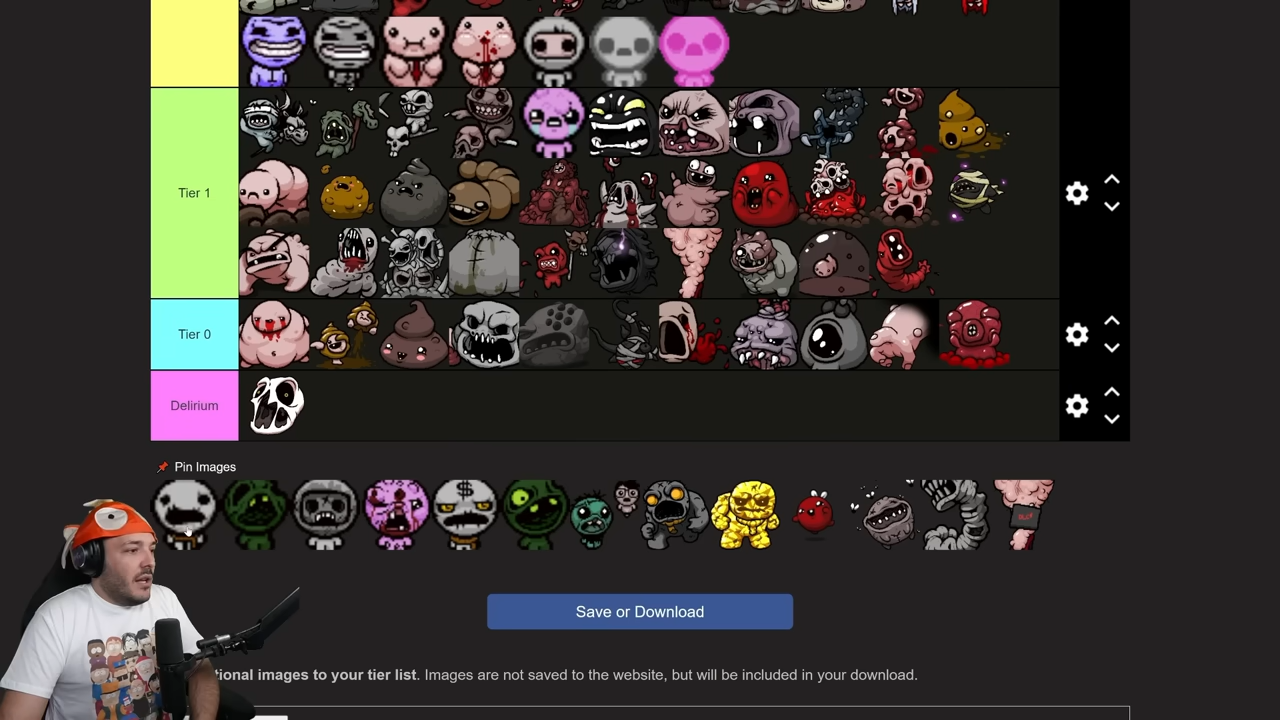 Tier 1
Tier 0
Delirium
Pin Images
Save or Download
tional images to your tier list. Images are not saved to the website, but will be included in your download.